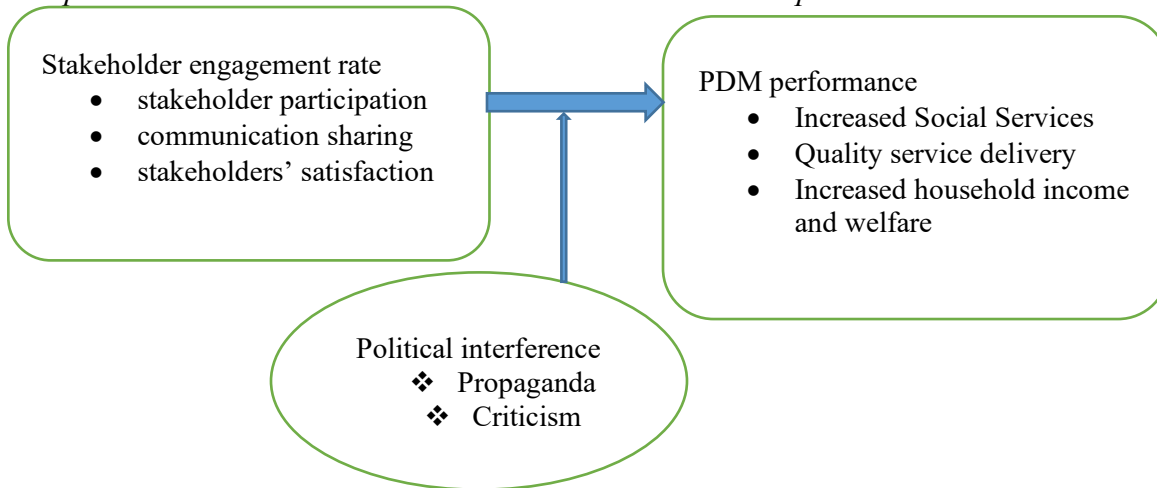 Stakeholder engagement rate
• stakeholder participation
• communication sharing
• stakeholders’ satisfaction
PDM performance
• Increased Social Services
• Quality service delivery
• Increased household income
and welfare
Political interference
❖ Propaganda
❖ Criticism